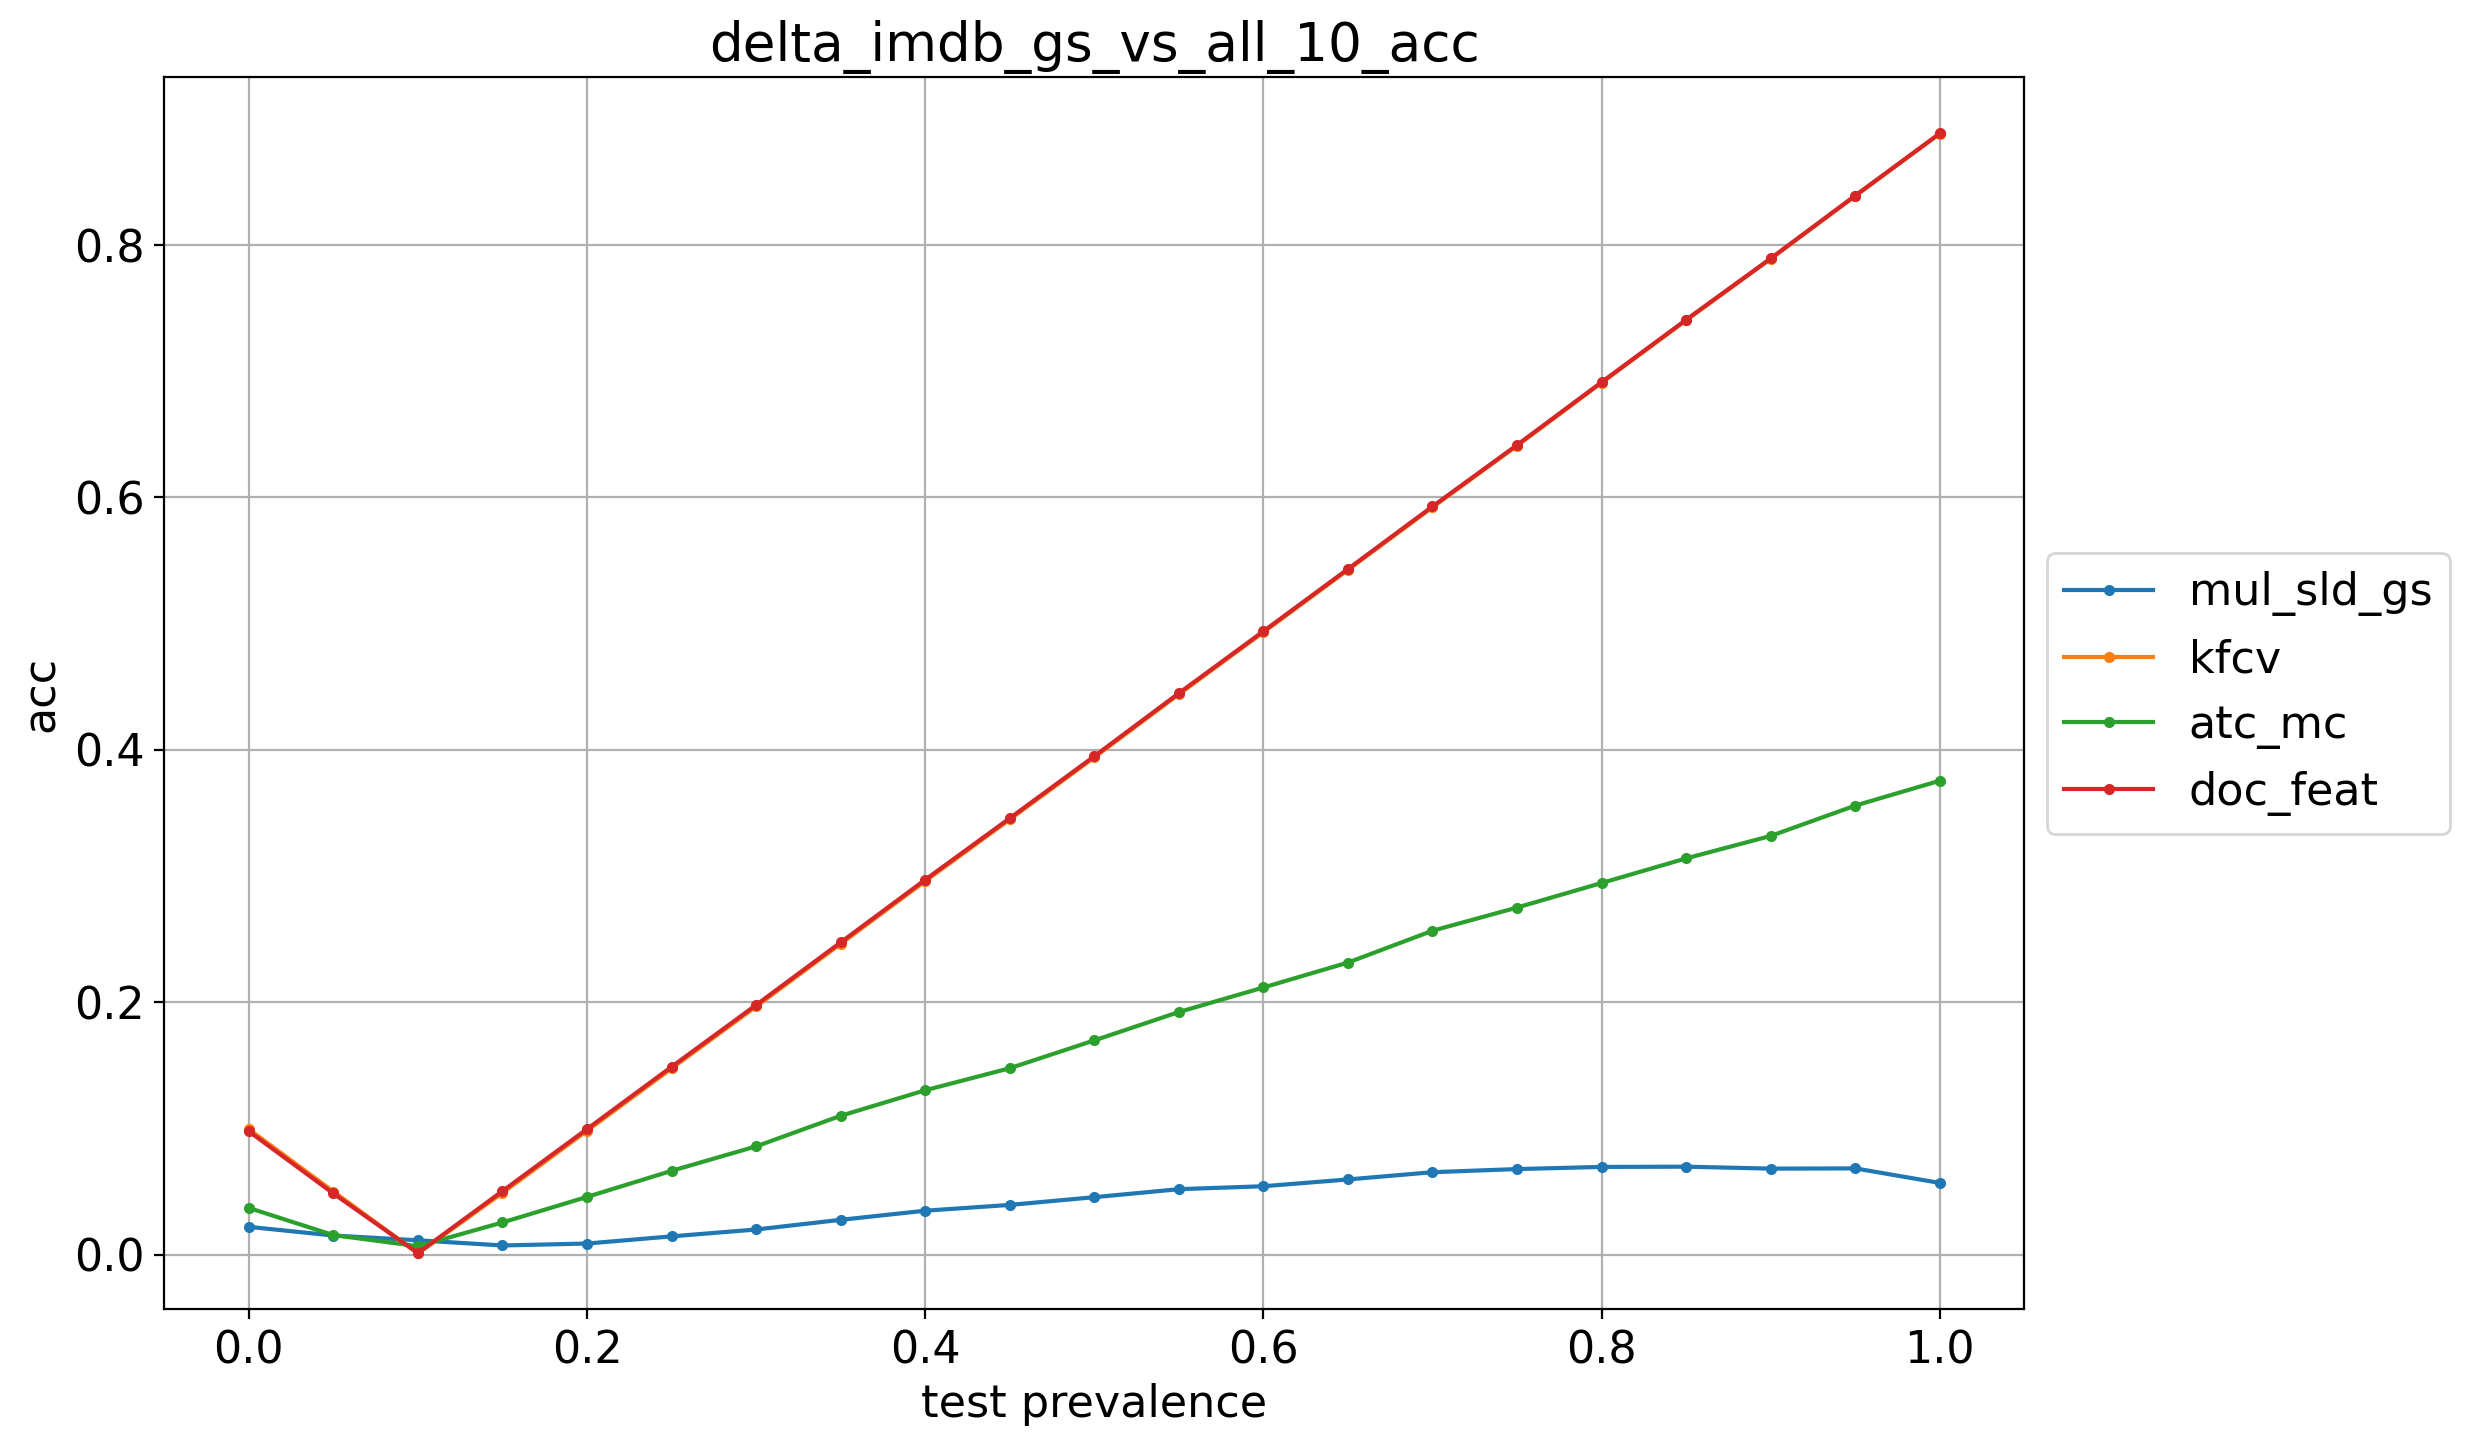 delta_imdb_gs_vs_all_10_acc
acc
0.8
0.6
0.4
0.2
0.0
0.0 0.2 0.4 0.6 0.8 1.0
test prevalence
mul_sld_gs
kfcv
atc_mc
doc_feat